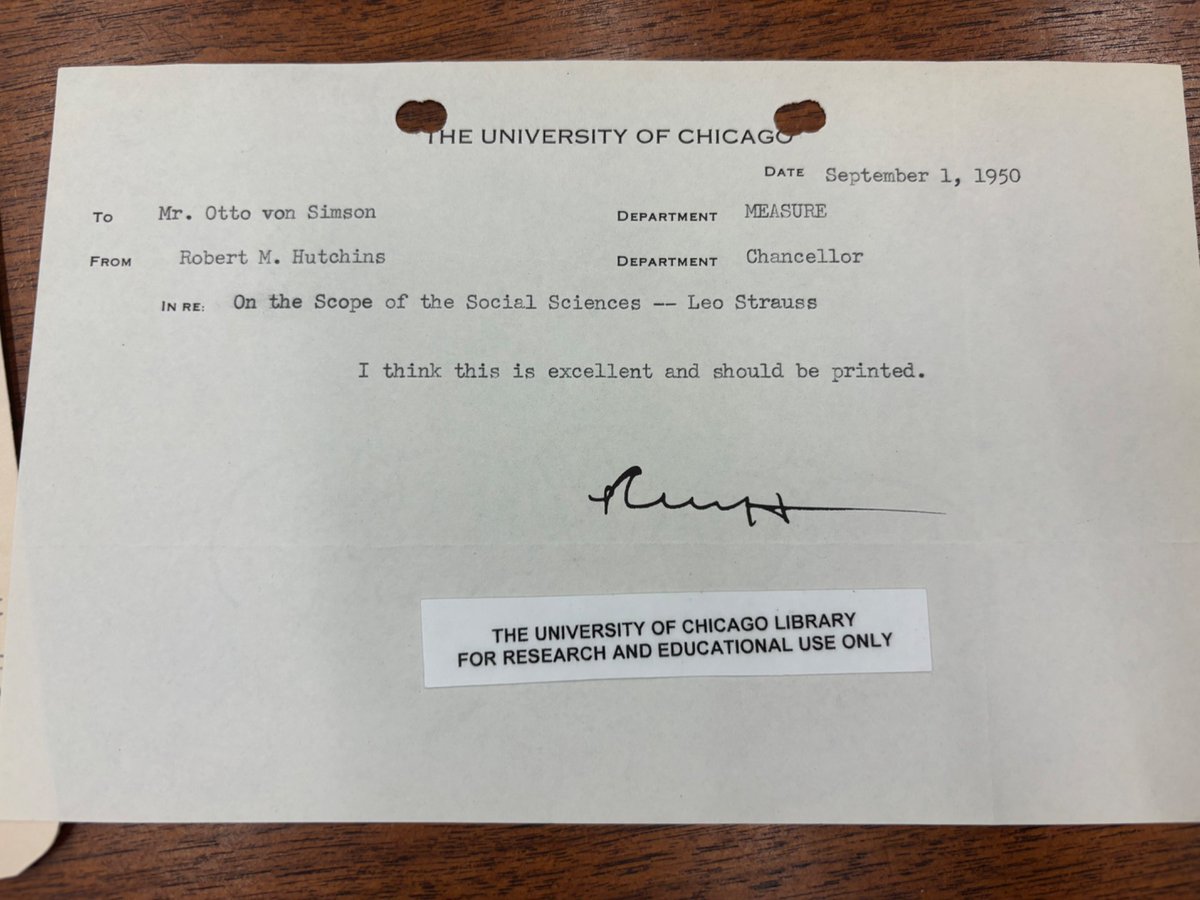 THE UNIVERSITY OF CHICAGO
DATE September 1, 1950
TO Mr. Otto von Simson DEPARTMENT MEASURE
FROM Robert M. Hutchins DEPARTMENT Chancellor
IN RE: On the Scope of the Social Sciences -- Leo Strauss
I think this is excellent and should be printed.
RMH
THE UNIVERSITY OF CHICAGO LIBRARY
FOR RESEARCH AND EDUCATIONAL USE ONLY